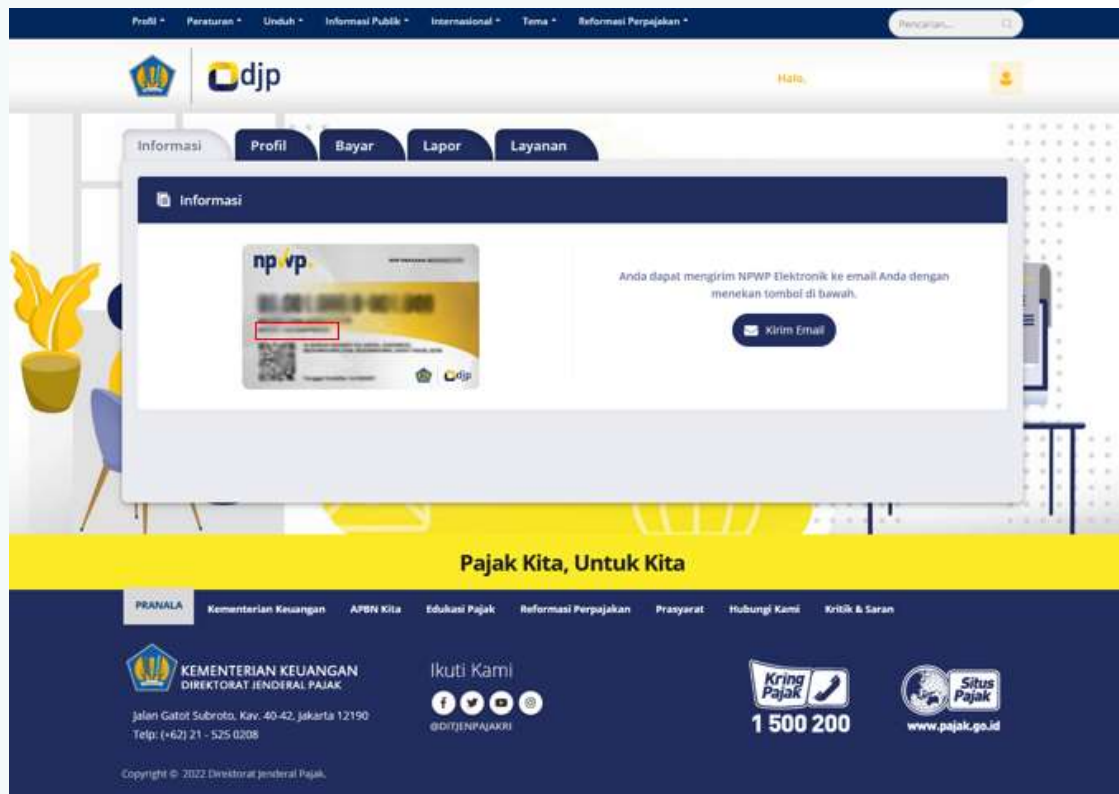 Profil
Peraturan
Unduh
Informasi Publik
Internasional
Tema
Reformasi Perpajakan
Pencarian...
djp
Halo,
Informasi
Profil
Bayar
Lapor
Layanan
Informasi
npwp.
Anda dapat mengirim NPWP Elektronik ke email Anda dengan
menekan tombol di bawah.
Kirim Email
djp
Pajak Kita, Untuk Kita
PRANALA
Kementerian Keuangan
APBN Kita
Edukasi Pajak
Reformasi Perpajakan
Prasyarat
Hubungi Kami
Kritik & Saran
KEMENTERIAN KEUANGAN
DIREKTORAT JENDERAL PAJAK
Jalan Gatot Subroto, Kav. 40-42, Jakarta 12190
Telp: (+62) 21 - 525 0208
Ikuti Kami
@DITJENPAJAKRI
Kring
Pajak
1 500 200
Situs
Pajak
www.pajak.go.id
Copyright © 2022 Direktorat Jenderal Pajak.